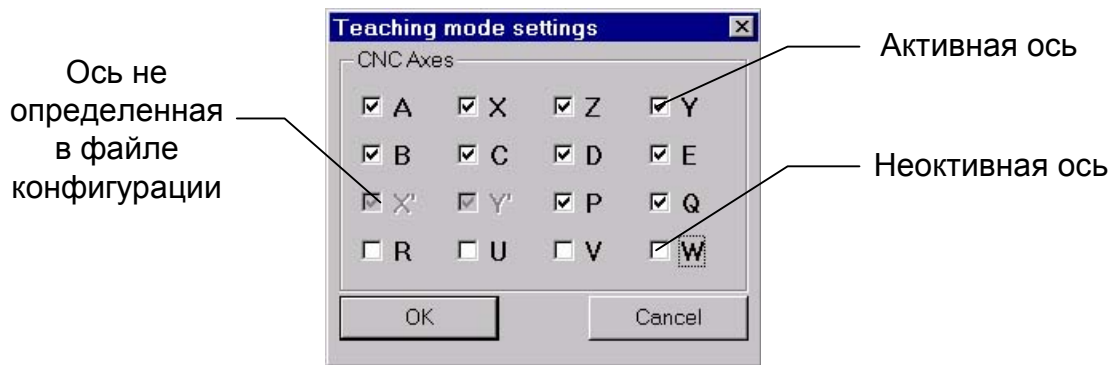 Ось не
определенная
в файле
конфигурации
Teaching mode settings
CNC Axes
A X Z Y
B C D E
X' Y' P Q
R U V W
OK Cancel
Активная ось
Неоктивная ось